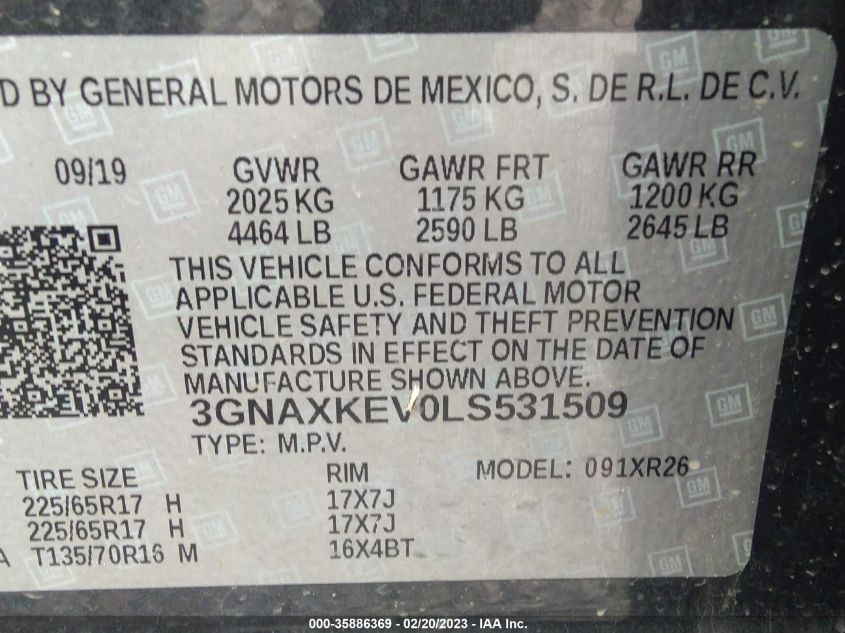 D BY GENERAL MOTORS DE MEXICO, S. DE R.L. DE C.V.
09/19 GVWR GAWR FRT GAWR RR
2025 KG 1175 KG 1200 KG
4464 LB 2590 LB 2645 LB
THIS VEHICLE CONFORMS TO ALL
APPLICABLE U.S. FEDERAL MOTOR
VEHICLE SAFETY AND THEFT PREVENTION
STANDARDS IN EFFECT ON THE DATE OF
MANUFACTURE SHOWN ABOVE.
3GNAXKEV0LS531509
TYPE: M.P.V.
TIRE SIZE RIM MODEL: 091XR26
225/65R17 H 17X7J
225/65R17 H 17X7J
A T135/70R16 M 16X4BT
000-35886369 - 02/20/2023 - IAA Inc.